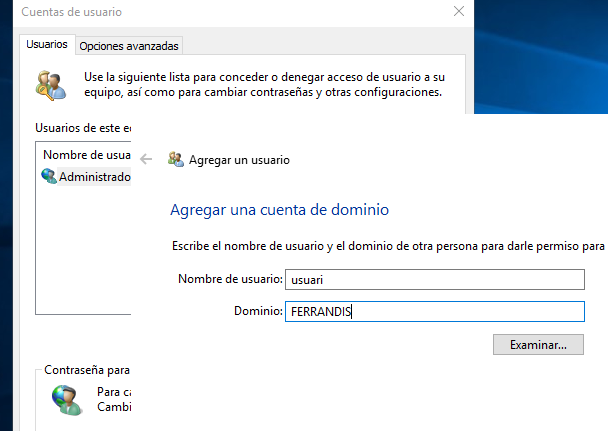 Cuentas de usuario
Usuarios
Opciones avanzadas
Use la siguiente lista para conceder o denegar acceso de usuario a su
equipo, así como para cambiar contraseñas y otras configuraciones.
Usuarios de este e
Nombre de usua
Administrado
Agregar un usuario
Agregar una cuenta de dominio
Escribe el nombre de usuario y el dominio de otra persona para darle permiso para
Nombre de usuario: usuari
Dominio: FERRANDIS
Examinar...
Contraseña para
Para c
Cambi